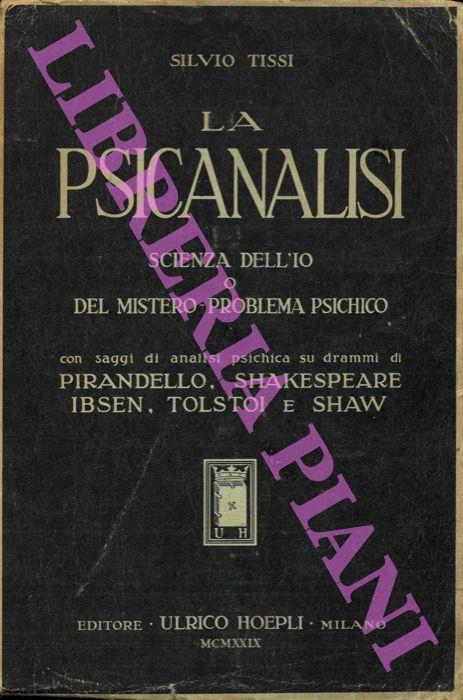 SILVIO TISSI
LA
PSICANALISI
SCIENZA DELL'IO
O
DEL MISTERO-PROBLEMA PSICHICO
con saggi di analisi psichica su drammi di
PIRANDELLO, SHAKESPEARE
IBSEN, TOLSTOI E SHAW
U H
EDITORE · ULRICO HOEPLI · MILANO
MCMXXIX
LIBRERIA PIANI